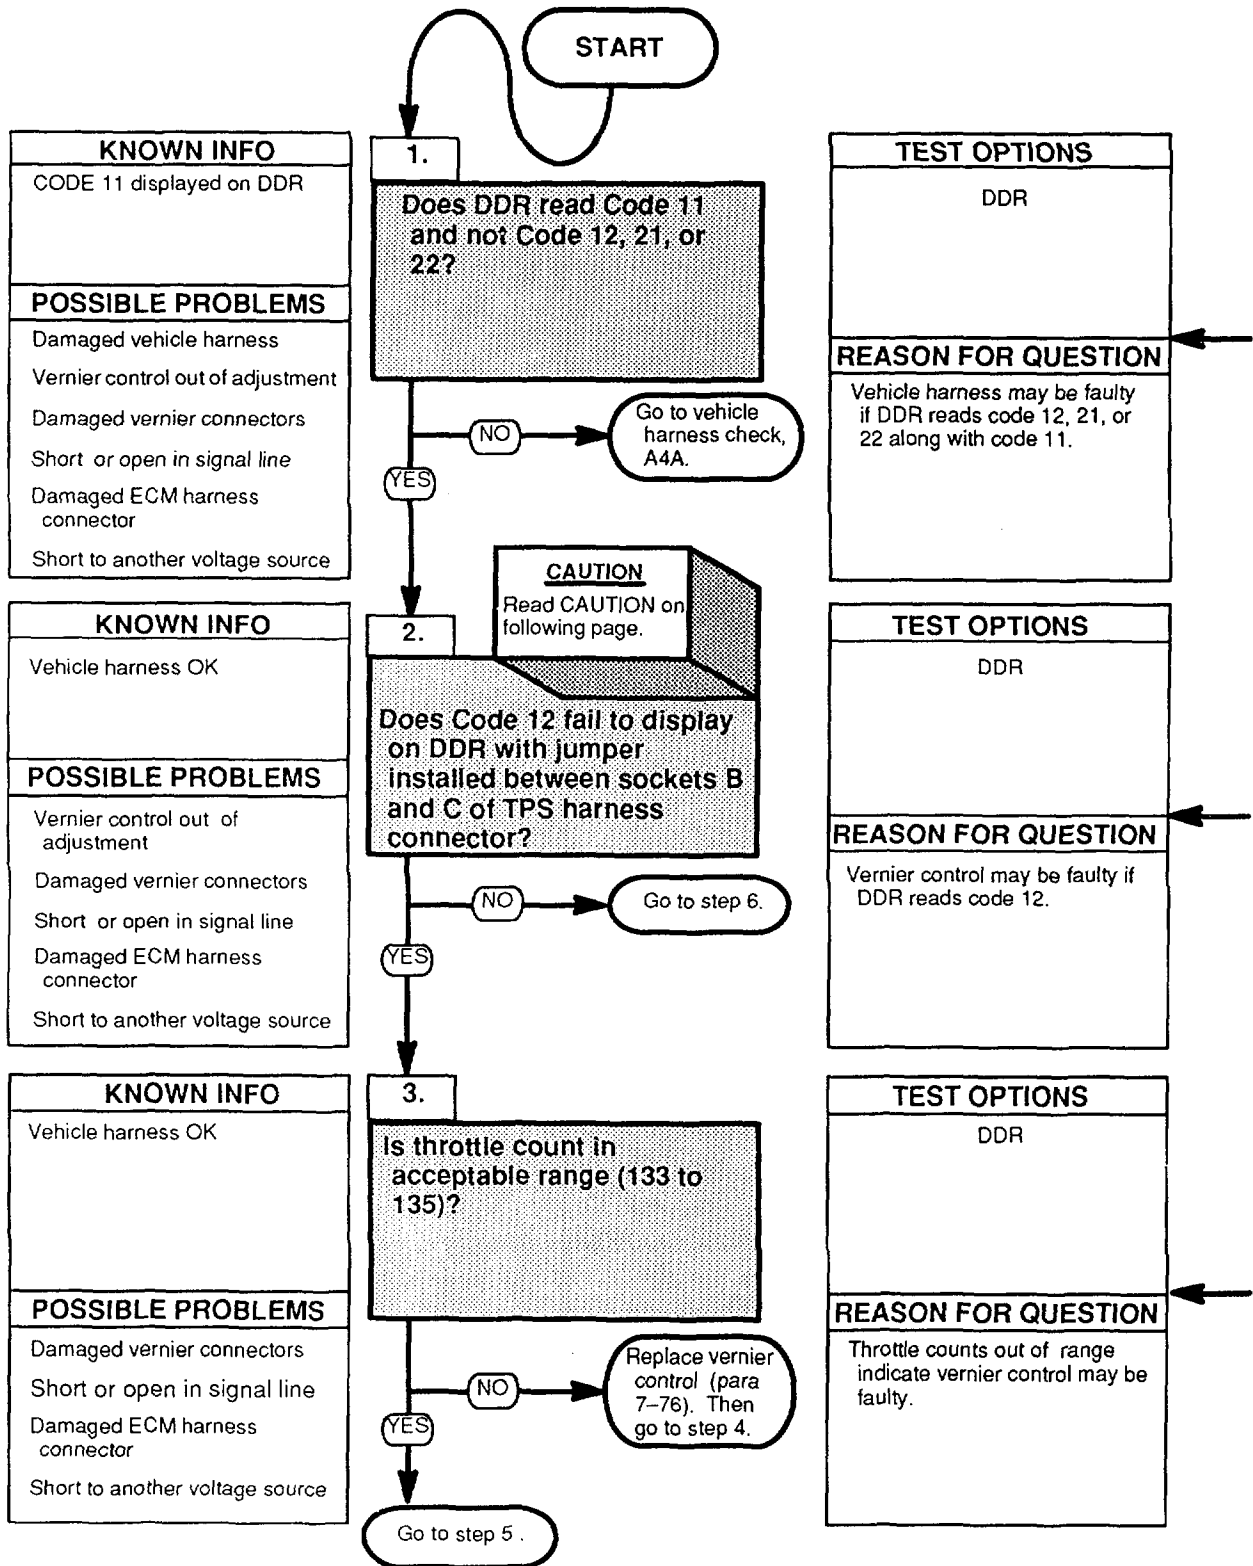 START
KNOWN INFO
CODE 11 displayed on DDR
POSSIBLE PROBLEMS
Damaged vehicle harness
Vernier control out of adjustment
Damaged vernier connectors
Short or open in signal line
Damaged ECM harness
connector
Short to another voltage source
1.
Does DDR read Code 11
and not Code 12, 21, or
22?
NO
Go to vehicle
harness check,
A4A.
YES
TEST OPTIONS
DDR
REASON FOR QUESTION
Vehicle harness may be faulty
if DDR reads code 12, 21, or
22 along with code 11.
KNOWN INFO
Vehicle harness OK
POSSIBLE PROBLEMS
Vernier control out of
adjustment
Damaged vernier connectors
Short or open in signal line
Damaged ECM harness
connector
Short to another voltage source
CAUTION
Read CAUTION on
following page.
2.
Does Code 12 fail to display
on DDR with jumper
installed between sockets B
and C of TPS harness
connector?
NO
Go to step 6.
YES
TEST OPTIONS
DDR
REASON FOR QUESTION
Vernier control may be faulty if
DDR reads code 12.
KNOWN INFO
Vehicle harness OK
POSSIBLE PROBLEMS
Damaged vernier connectors
Short or open in signal line
Damaged ECM harness
connector
Short to another voltage source
3.
Is throttle count in
acceptable range (133 to
135)?
NO
Replace vernier
control (para
7–76). Then
go to step 4.
YES
Go to step 5 .
TEST OPTIONS
DDR
REASON FOR QUESTION
Throttle counts out of range
indicate vernier control may be
faulty.